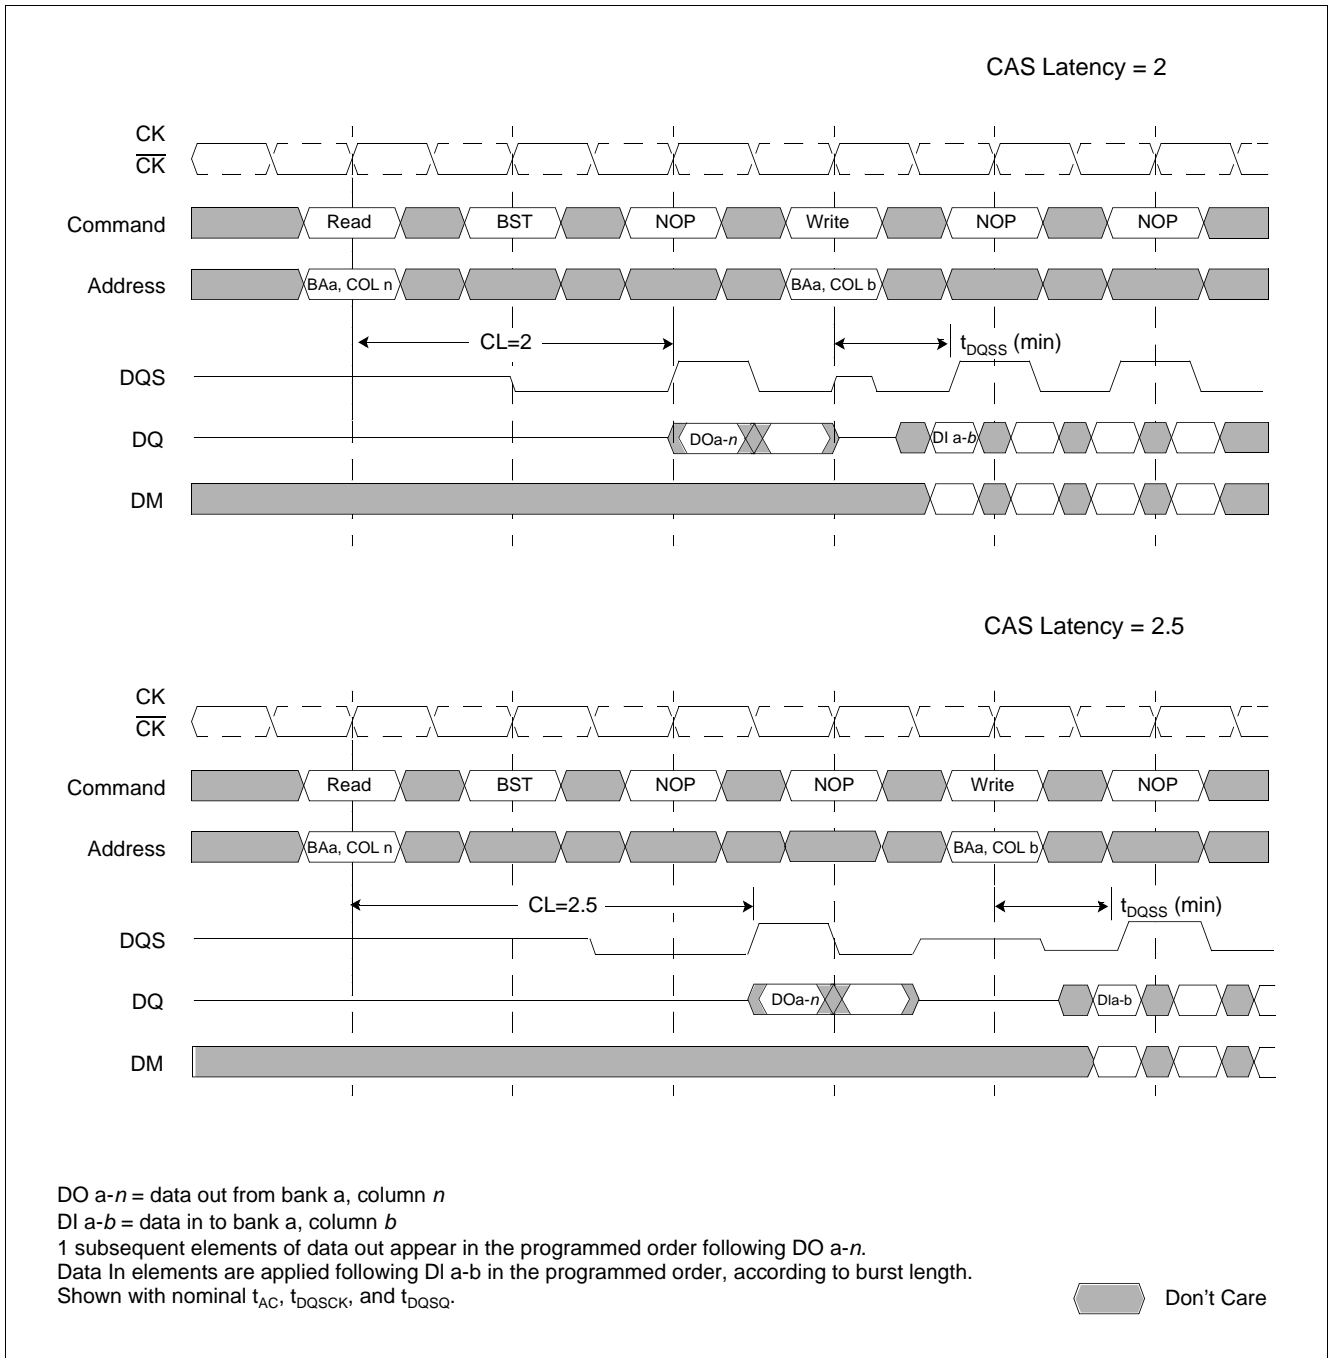 CAS Latency = 2
CK
CK
Command Read BST NOP Write NOP NOP
Address BAa, COL n BAa, COL b
CL=2 tDQSS (min)
DQS
DQ DOa-n DI a-b
DM
CAS Latency = 2.5
CK
CK
Command Read BST NOP NOP Write NOP
Address BAa, COL n BAa, COL b
CL=2.5 tDQSS (min)
DQS
DQ DOa-n DIa-b
DM
DO a-n = data out from bank a, column n
DI a-b = data in to bank a, column b
1 subsequent elements of data out appear in the programmed order following DO a-n.
Data In elements are applied following DI a-b in the programmed order, according to burst length.
Shown with nominal tAC, tDQSCK, and tDQSQ.
Don't Care